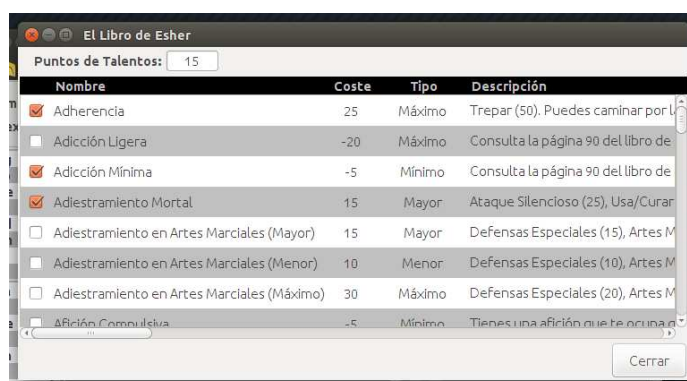 El Libro de Esher
Puntos de Talentos: 15
Nombre Coste Tipo Descripción
Adherencia 25 Máximo Trepar (50). Puedes caminar por
Adicción Ligera -20 Máximo Consulta la página 90 del libro de
Adicción Mínima -5 Mínimo Consulta la página 90 del libro de
Adiestramiento Mortal 15 Mayor Ataque Silencioso (25), Usa/Curar
Adiestramiento en Artes Marciales (Mayor) 15 Mayor Defensas Especiales (15), Artes M
Adiestramiento en Artes Marciales (Menor) 10 Menor Defensas Especiales (10), Artes M
Adiestramiento en Artes Marciales (Máximo) 30 Máximo Defensas Especiales (20), Artes M
Afición Compulsiva -5 Mínimo Tienes una afición que te ocupa
Cerrar